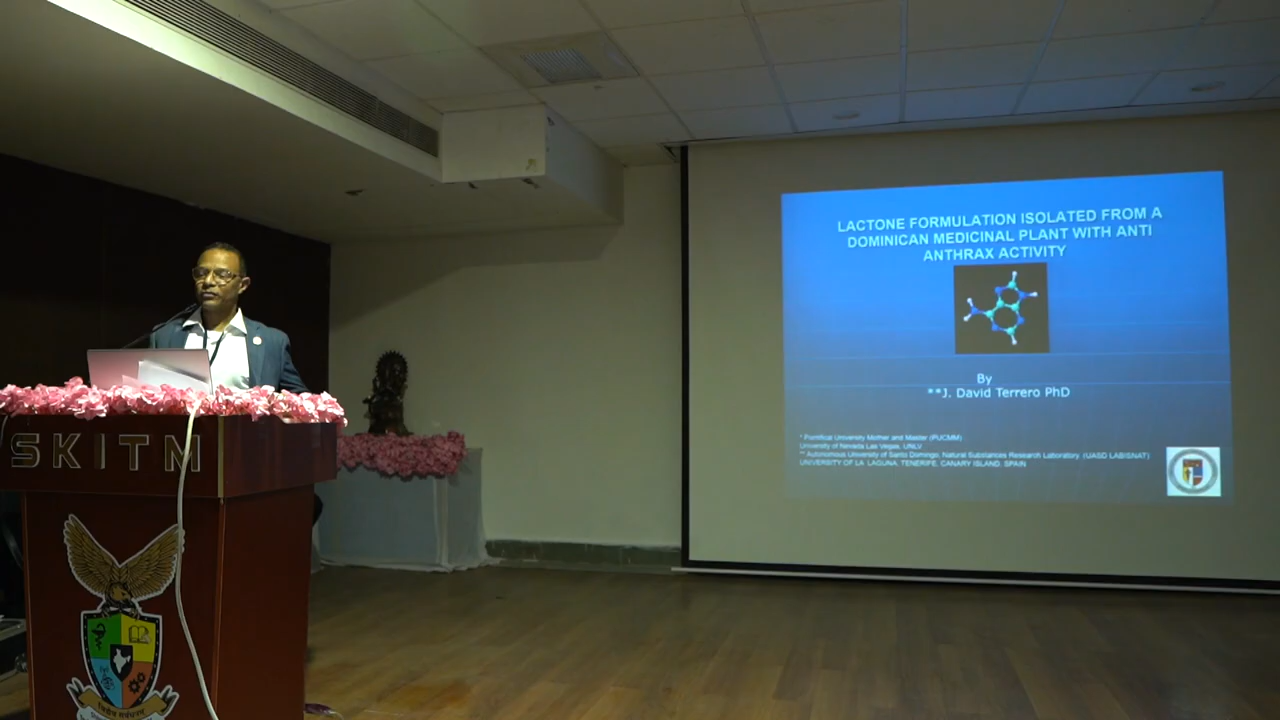 SKITM
LACTONE FORMULATION ISOLATED FROM A
DOMINICAN MEDICINAL PLANT WITH ANTI
ANTHRAX ACTIVITY
By
**J. David Terrero PhD
* Pontifical University Mother and Master (PUCMM)
University of Nevada Las Vegas, UNLV
** Autonomous University of Santo Domingo, Natural Substances Research Laboratory. (UASD LABISNAT)
UNIVERSITY OF LA LAGUNA, TENERIFE, CANARY ISLAND, SPAIN